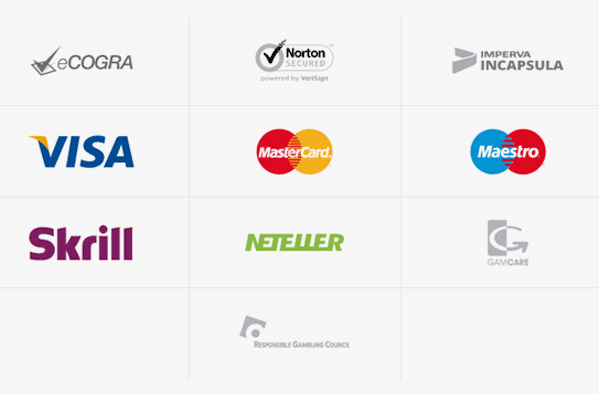 eCOGRA
Norton
SECURED
powered by VeriSign
IMPERVA
INCAPSULA
VISA
MasterCard
Maestro
Skrill
NETELLER
G
GAMCARE
RESPONSIBLE GAMBLING COUNCIL